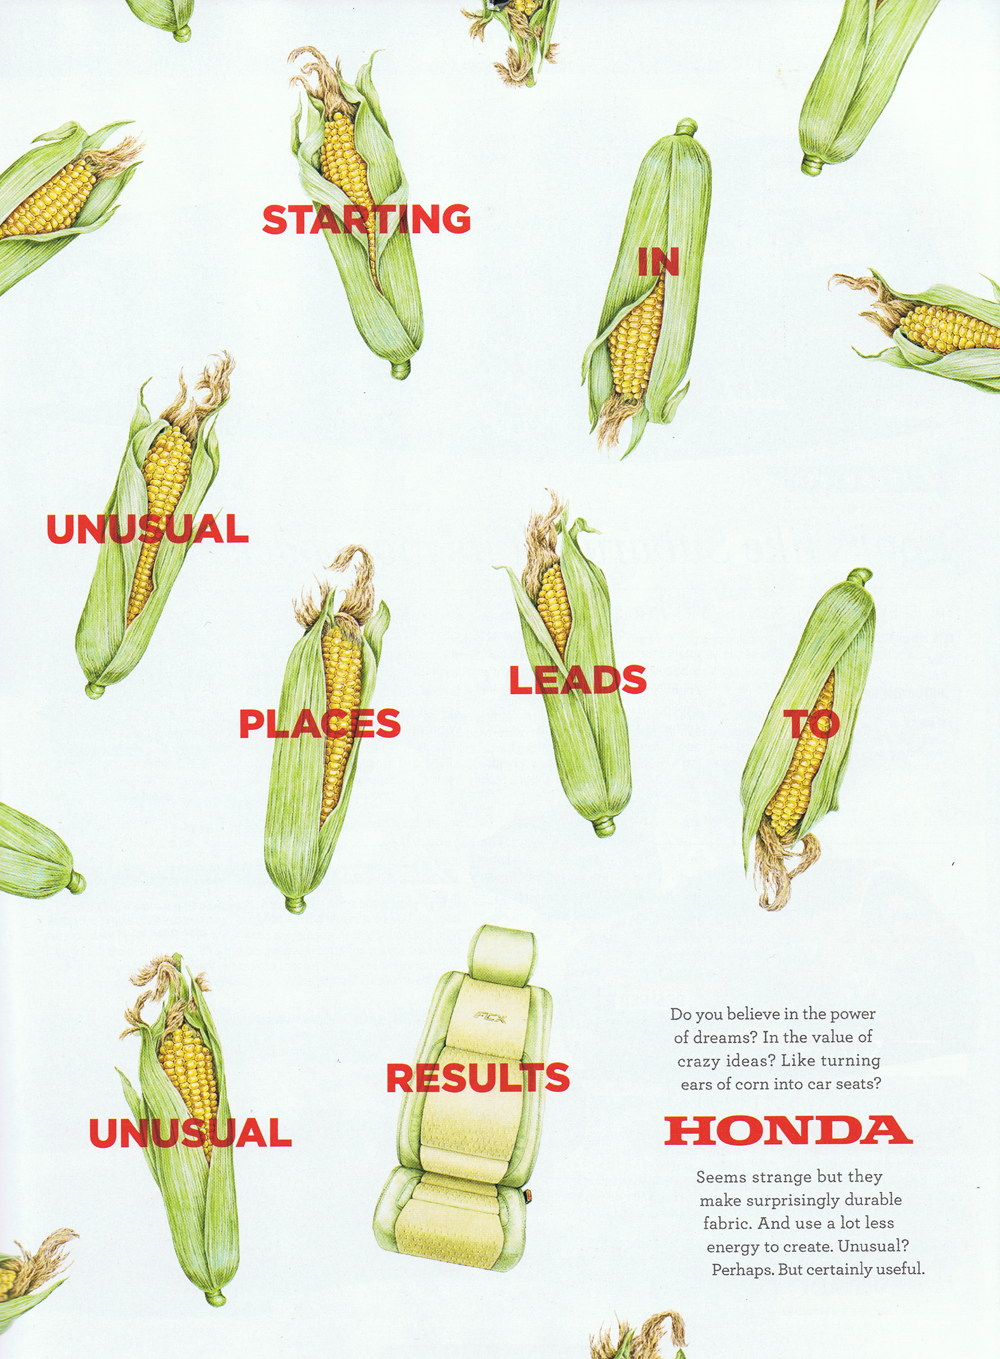 STARTING
IN
UNUSUAL
PLACES
LEADS
TO
UNUSUAL
RESULTS
FCX
Do you believe in the power
of dreams? In the value of
crazy ideas? Like turning
ears of corn into car seats?
HONDA
Seems strange but they
make surprisingly durable
fabric. And use a lot less
energy to create. Unusual?
Perhaps. But certainly useful.